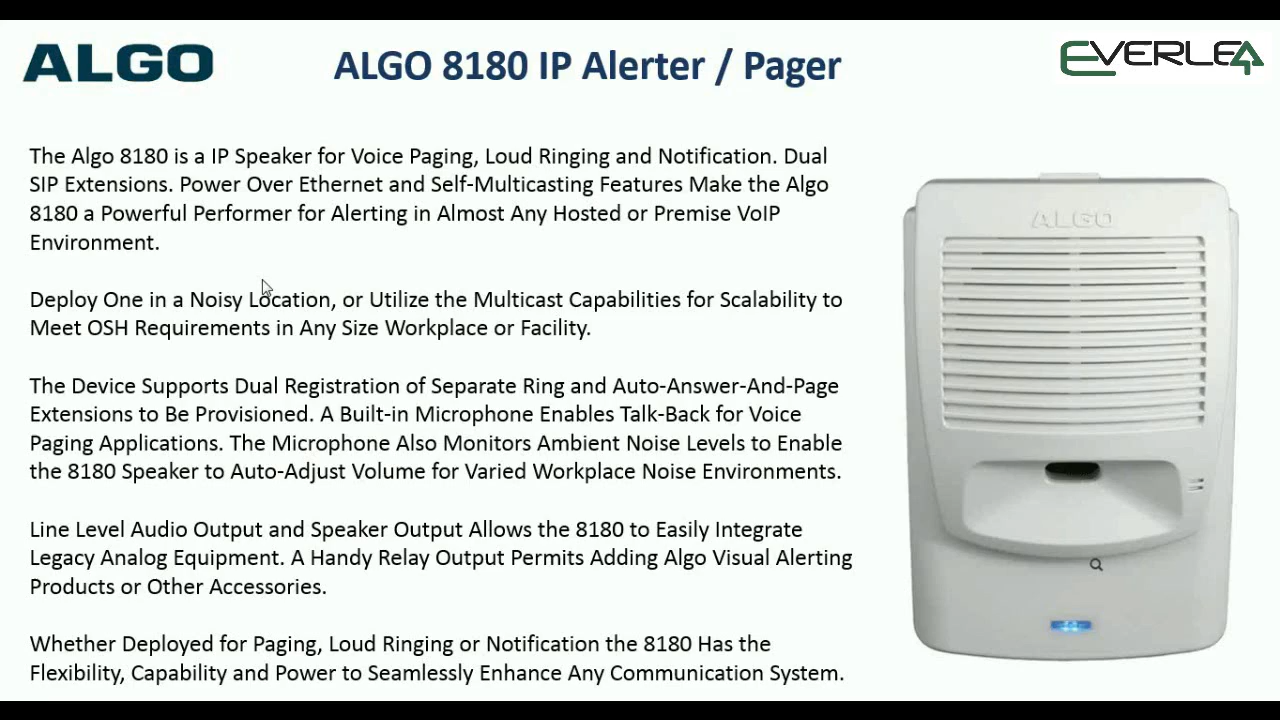 ALGO
ALGO 8180 IP Alerter / Pager
EVERLEA
The Algo 8180 is a IP Speaker for Voice Paging, Loud Ringing and Notification. Dual
SIP Extensions. Power Over Ethernet and Self-Multicasting Features Make the Algo
8180 a Powerful Performer for Alerting in Almost Any Hosted or Premise VoIP
Environment.
Deploy One in a Noisy Location, or Utilize the Multicast Capabilities for Scalability to
Meet OSH Requirements in Any Size Workplace or Facility.
The Device Supports Dual Registration of Separate Ring and Auto-Answer-And-Page
Extensions to Be Provisioned. A Built-in Microphone Enables Talk-Back for Voice
Paging Applications. The Microphone Also Monitors Ambient Noise Levels to Enable
the 8180 Speaker to Auto-Adjust Volume for Varied Workplace Noise Environments.
Line Level Audio Output and Speaker Output Allows the 8180 to Easily Integrate
Legacy Analog Equipment. A Handy Relay Output Permits Adding Algo Visual Alerting
Products or Other Accessories.
Whether Deployed for Paging, Loud Ringing or Notification the 8180 Has the
Flexibility, Capability and Power to Seamlessly Enhance Any Communication System.
ALGO